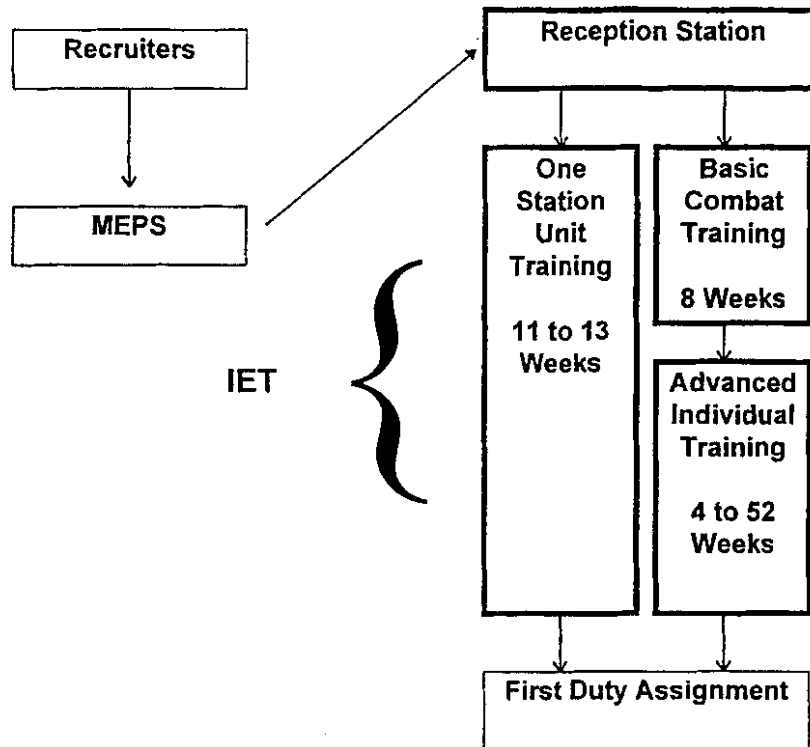 Recruiters
MEPS
Reception Station
One
Station
Unit
Training
11 to 13
Weeks
Basic
Combat
Training
8 Weeks
IET
Advanced
Individual
Training
4 to 52
Weeks
First Duty Assignment